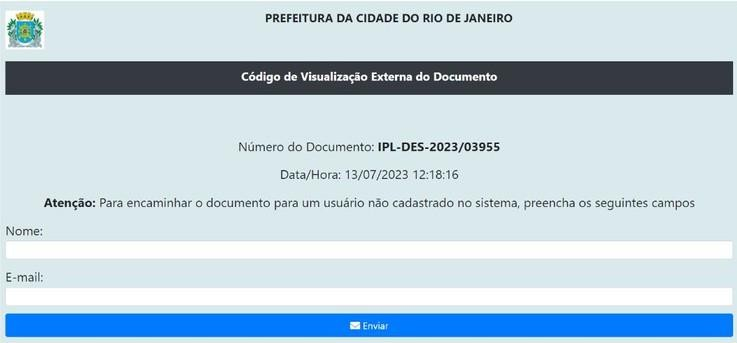 PREFEITURA DA CIDADE DO RIO DE JANEIRO
Código de Visualização Externa do Documento
Número do Documento: IPL-DES-2023/03955
Data/Hora: 13/07/2023 12:18:16
Atenção: Para encaminhar o documento para um usuário não cadastrado no sistema, preencha os seguintes campos
Nome:
E-mail:
Enviar